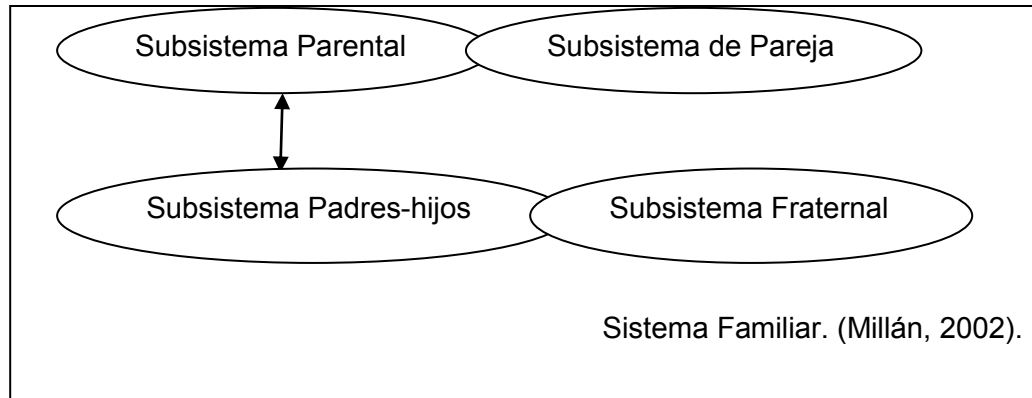 Subsistema Parental
Subsistema de Pareja
Subsistema Padres-hijos
Subsistema Fraternal
Sistema Familiar. (Millán, 2002).